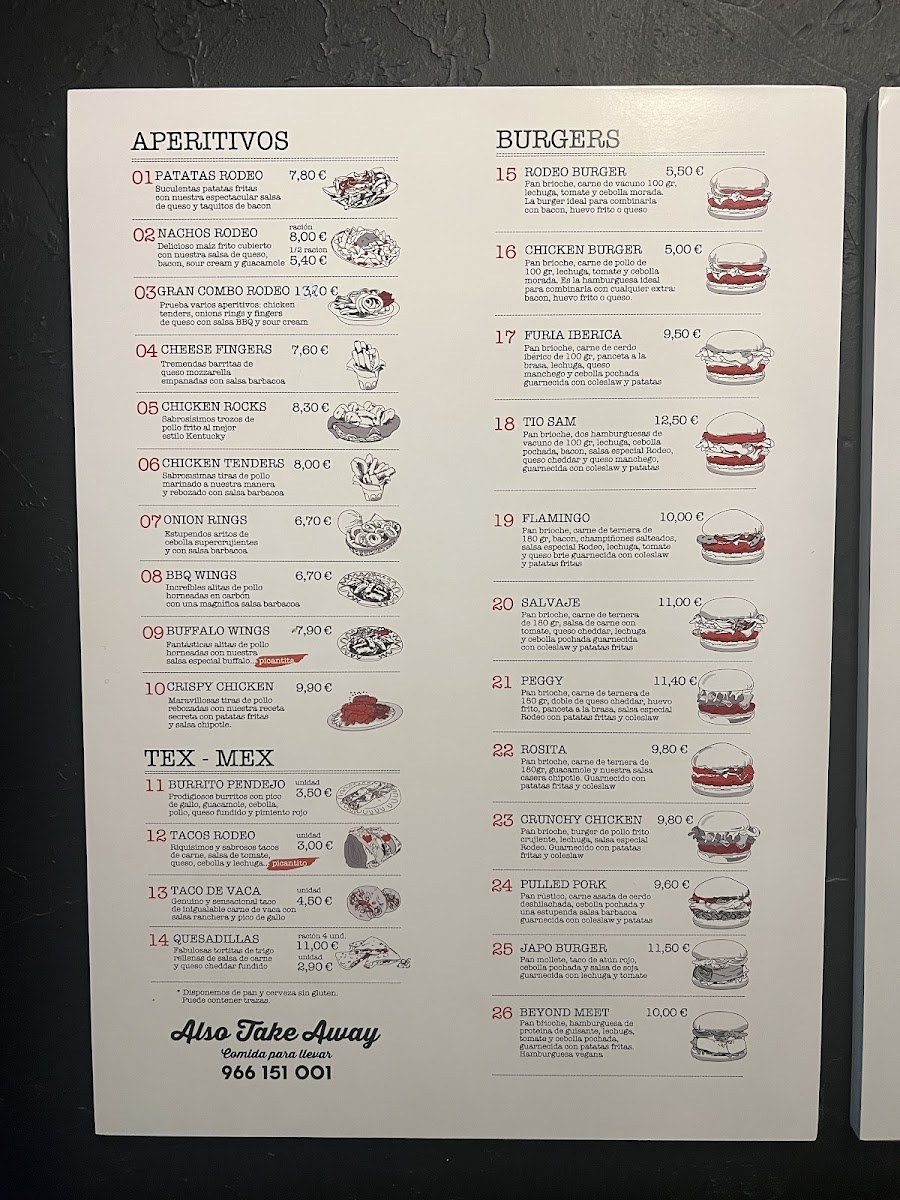 APERITIVOS
01 PATATAS RODEO 7,80 €
Suculentas patatas fritas
con nuestra espectacular salsa
de queso y taquitos de bacon
02 NACHOS RODEO
ración
8,00 €
Delicioso maíz frito cubierto
con nuestra salsa de queso,
bacon, sour cream y guacamole
1/2 racion
5,40 €
03 GRAN COMBO RODEO
Prueba varios aperitivos: chicken
tenders, onions rings y fingers
de queso con salsa BBQ y sour cream
04 CHEESE FINGERS 7,60 €
Tremendas barritas de
queso mozzarella
empanadas con salsa barbacoa
05 CHICKEN ROCKS 8,30 €
Sabrosísimos trozos de
pollo frito al mejor
estilo Kentucky
06 CHICKEN TENDERS 8,00 €
Sabrosísimas tiras de pollo
marinado a nuestra manera
y rebozado con salsa barbacoa
07 ONION RINGS 6,70 €
Estupendos aritos de
cebolla supercrujientes
y con salsa barbacoa
08 BBQ WINGS 6,70 €
Increíbles alitas de pollo
horneadas en carbon
con una magnífica salsa barbacoa
09 BUFFALO WINGS 7,90 €
Fantásticas alitas de pollo
horneadas con nuestra
salsa especial buffalo... picantita
10 CRISPY CHICKEN 9,90 €
Maravillosas tiras de pollo
rebozadas con nuestra receta
secreta con patatas fritas
y salsa chipotle.
TEX - MEX
11 BURRITO PENDEJO
unidad
3,50 €
Prodigiosos burritos con pico
de gallo, guacamole, cebolla,
pollo, queso fundido y pimiento rojo
12 TACOS RODEO
unidad
3,00 €
Riquísimos y sabrosos tacos
de carne, salsa de tomate,
queso, cebolla y lechuga... picantito
13 TACO DE VACA
unidad
4,50 €
Genuino y sensacional taco
de inigualable carne de vaca con
salsa ranchera y pico de gallo
14 QUESADILLAS
ración 4 und.
11,00 €
Fabulosas tortitas de trigo
rellenas de salsa de carne
y queso cheddar fundido
unidad
2,90 €
* Disponemos de pan y cerveza sin gluten.
Puede contener trazas.
Also Take Away
Comida para llevar
966 151 001
BURGERS
15 RODEO BURGER 5,50 €
Pan brioche, carne de vacuno 100 gr,
lechuga, tomate y cebolla morada.
La burger ideal para combinarla
con bacon, huevo frito o queso
16 CHICKEN BURGER 5,00 €
Pan brioche, carne de pollo de
100 gr, lechuga, tomate y cebolla
morada. Es la hamburguesa ideal
para combinarla con cualquier extra:
bacon, huevo frito o queso.
17 FURIA IBERICA 9,50 €
Pan brioche, carne de cerdo
ibérico de 100 gr, panceta a la
brasa, lechuga, queso
manchego y cebolla pochada
guarnecida con coleslaw y patatas
18 TIO SAM 12,50 €
Pan brioche, dos hamburguesas de
vacuno de 100 gr, lechuga, cebolla
pochada, bacon, salsa especial Rodeo,
queso cheddar y queso manchego,
guarnecida con coleslaw y patatas
19 FLAMINGO 10,00 €
Pan brioche, carne de ternera de
180 gr, bacon, champiñones salteados,
salsa especial Rodeo, lechuga, tomate
y queso brie guarnecida con coleslaw
y patatas fritas
20 SALVAJE 11,00 €
Pan brioche, carne de ternera
de 180 gr, salsa de carne con
tomate, queso cheddar, lechuga
y cebolla pochada guarnecida
con coleslaw y patatas fritas
21 PEGGY 11,40 €
Pan brioche, carne de ternera de
180 gr, doble de queso cheddar, huevo
frito, panceta a la brasa, salsa especial
Rodeo con patatas fritas y coleslaw
22 ROSITA 9,80 €
Pan brioche, carne de ternera de
180gr, guacamole y nuestra salsa
casera chipotle. Guarnecido con
patatas fritas y coleslaw
23 CRUNCHY CHICKEN 9,80 €
Pan brioche, burger de pollo frito
crujiente, lechuga, salsa especial
Rodeo. Guarnecido con patatas
fritas y coleslaw
24 PULLED PORK 9,60 €
Pan rústico, carne asada de cerdo
deshilachada, cebolla pochada y
una estupenda salsa barbacoa
guarnecida con coleslaw y patatas
25 JAPO BURGER 11,50 €
Pan mollete, taco de atun rojo,
cebolla pochada y salsa de soja
guarnecida con lechuga y tomate
26 BEYOND MEET 10,00 €
Pan brioche, hamburguesa de
proteína de guisante, lechuga,
tomate y cebolla pochada,
guarnecida con patatas fritas.
Hamburguesa vegana